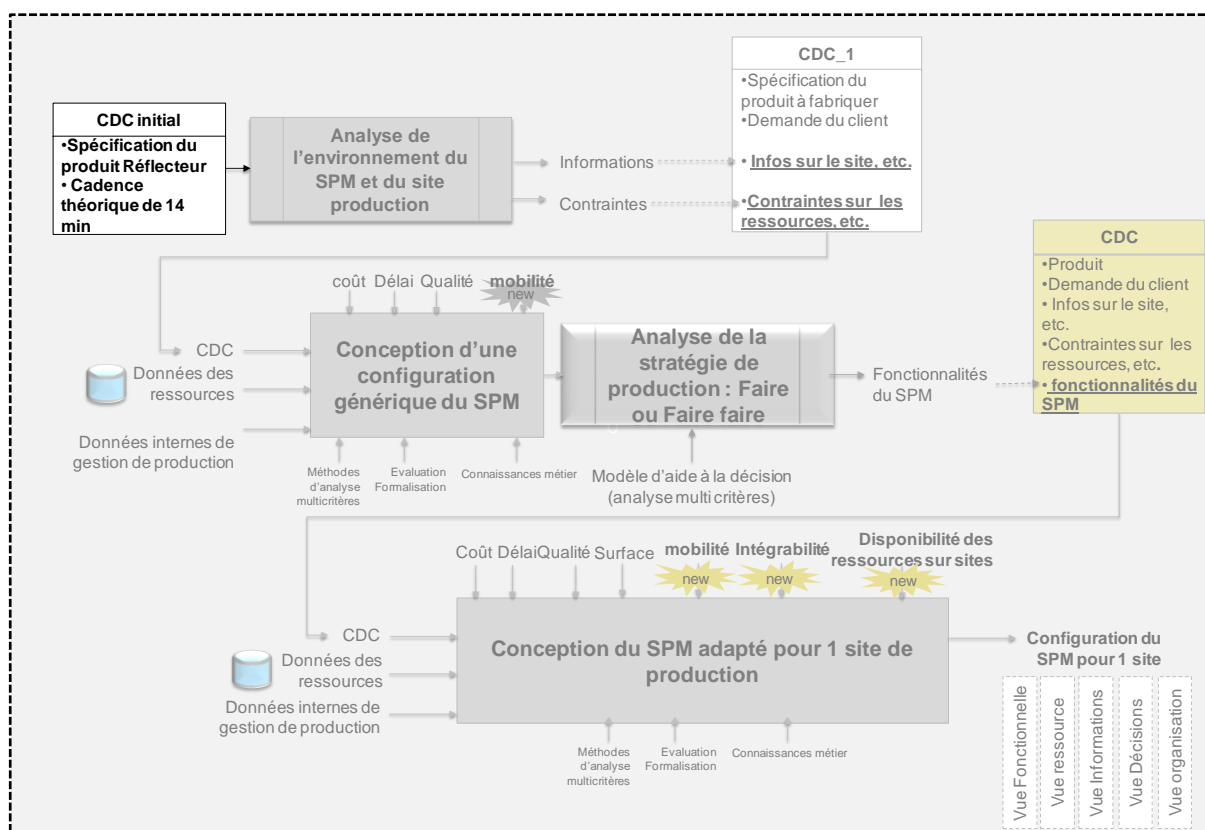 CDC initial
•Spécification du
produit Réflecteur
• Cadence
théorique de 14
min
Analyse de
l'environnement du
SPM et du site
production
Informations
Contraintes
CDC_1
•Spécification du
produit à fabriquer
•Demande du client
• Infos sur le site, etc.
•Contraintes sur les
ressources, etc.
CDC
•Produit
•Demande du client
• Infos sur le site,
etc.
•Contraintes sur les
ressources, etc.
• fonctionnalités du
SPM
coût Délai Qualité mobilité
new
CDC
Données des
ressources
Données internes de
gestion de production
Conception d'une
configuration
générique du SPM
Méthodes
d'analyse
multicritères
Evaluation
Formalisation
Connaissances métier
Analyse de la
stratégie de
production : Faire
ou Faire faire
Modèle d'aide à la décision
(analyse multi critères)
Fonctionnalités
du SPM
Coût Délai Qualité Surface mobilité Intégrabilité
Disponibilité des
ressources sur sites
new new new
CDC
Données des
ressources
Données internes de
gestion de production
Conception du SPM adapté pour 1 site de
production
Méthodes
d'analyse
multicritères
Evaluation
Formalisation
Connaissances métier
Configuration du
SPM pour 1 site
Vue Fonctionnelle
Vue ressource
Vue Informations
Vue Décisions
Vue organisation